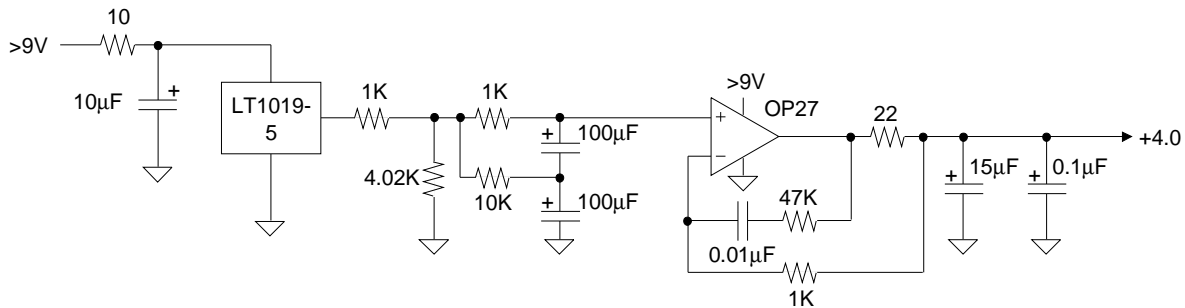 10
>9V
10µF
+
LT1019-
5
1K
1K
4.02K
10K
+
100µF
+
100µF
>9V
OP27
+
−
22
47K
0.01µF
1K
+
15µF
+
0.1µF
+4.0